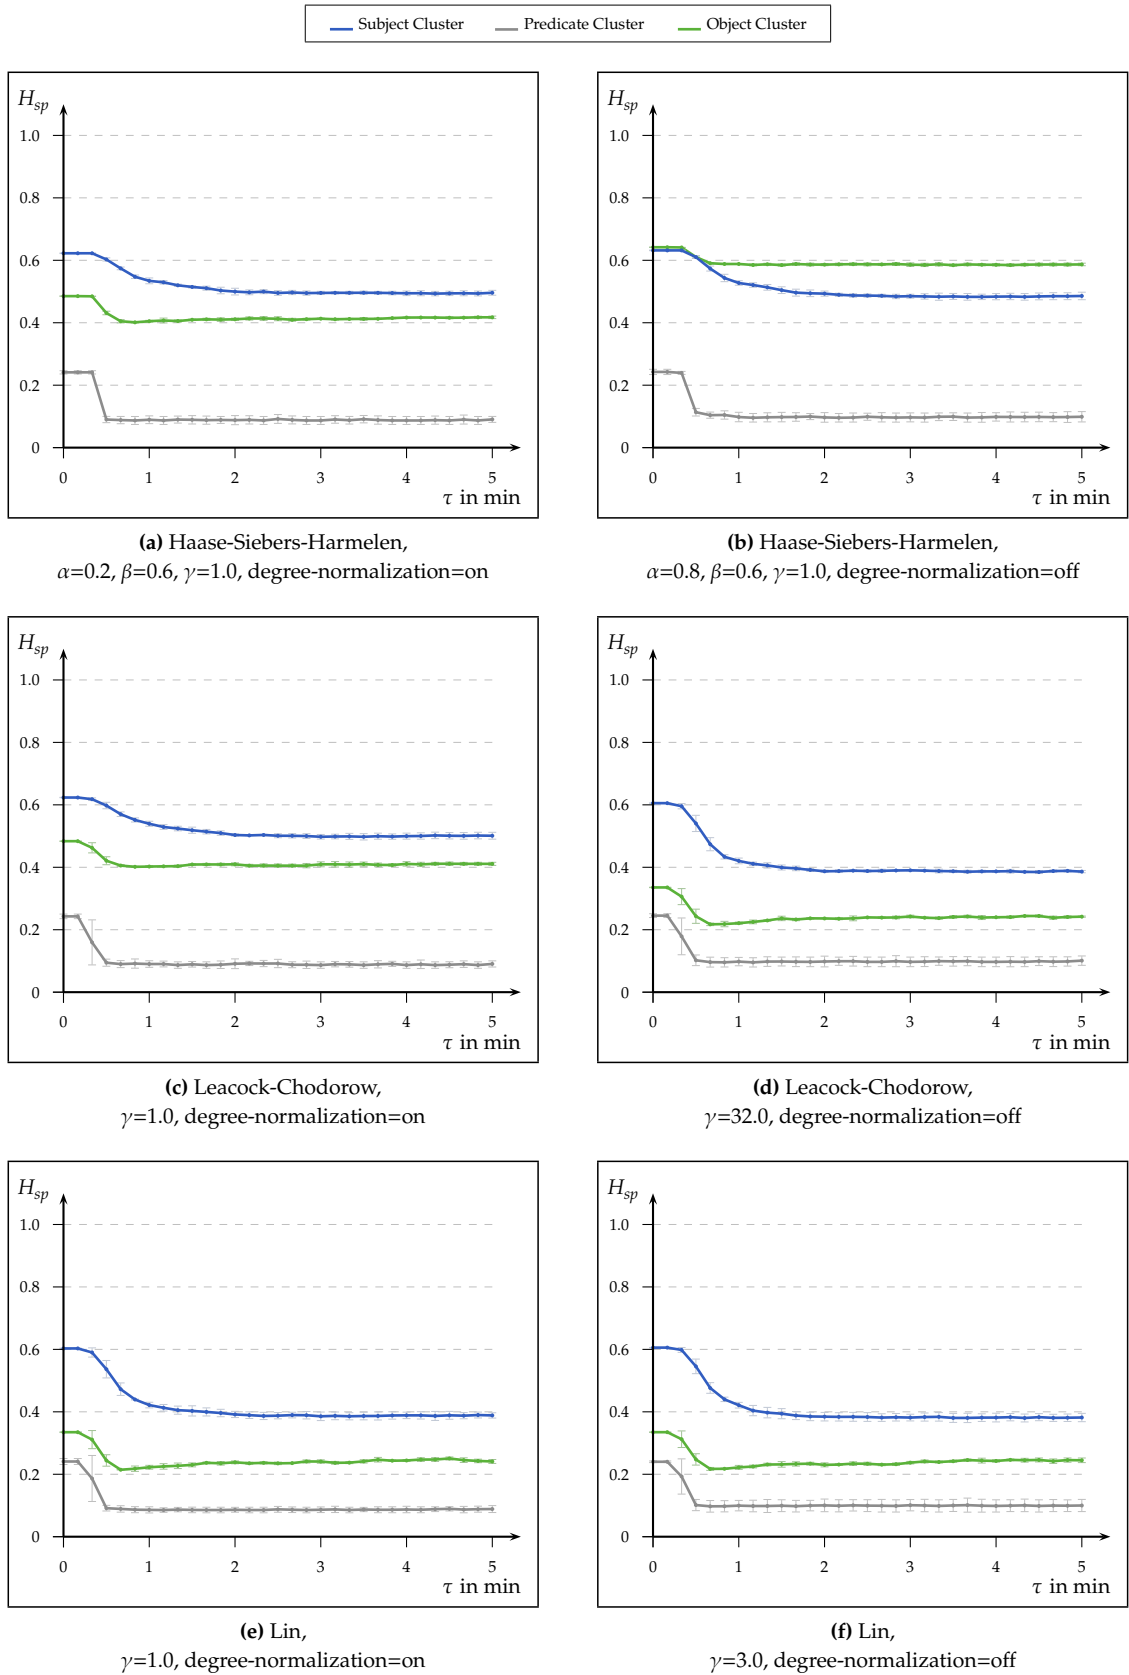 Subject Cluster Predicate Cluster Object Cluster
H_sp
1.0
0.8
0.6
0.4
0.2
0
0 1 2 3 4 5
τ in min
(a) Haase-Siebers-Harmelen,
α=0.2, β=0.6, γ=1.0, degree-normalization=on
H_sp
1.0
0.8
0.6
0.4
0.2
0
0 1 2 3 4 5
τ in min
(b) Haase-Siebers-Harmelen,
α=0.8, β=0.6, γ=1.0, degree-normalization=off
H_sp
1.0
0.8
0.6
0.4
0.2
0
0 1 2 3 4 5
τ in min
(c) Leacock-Chodorow,
γ=1.0, degree-normalization=on
H_sp
1.0
0.8
0.6
0.4
0.2
0
0 1 2 3 4 5
τ in min
(d) Leacock-Chodorow,
γ=32.0, degree-normalization=off
H_sp
1.0
0.8
0.6
0.4
0.2
0
0 1 2 3 4 5
τ in min
(e) Lin,
γ=1.0, degree-normalization=on
H_sp
1.0
0.8
0.6
0.4
0.2
0
0 1 2 3 4 5
τ in min
(f) Lin,
γ=3.0, degree-normalization=off